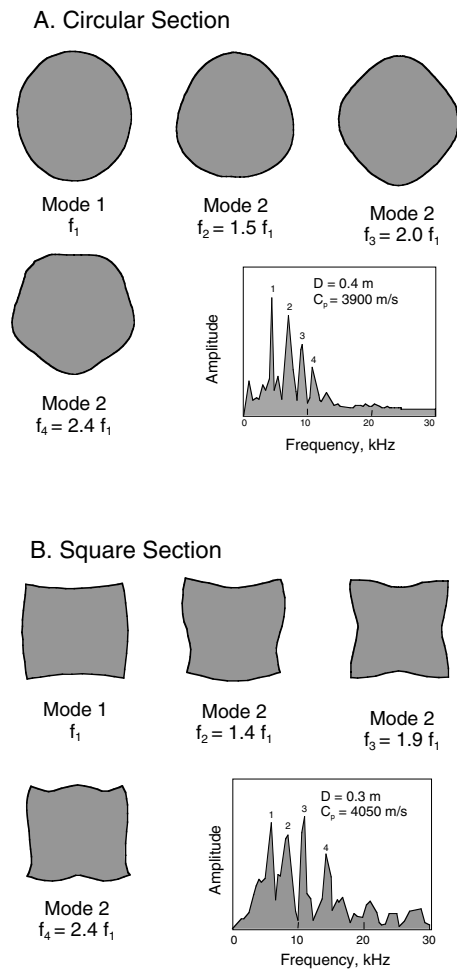 A. Circular Section
Mode 1
f₁
Mode 2
f₂ = 1.5 f₁
Mode 2
f₃ = 2.0 f₁
Mode 2
f₄ = 2.4 f₁
D = 0.4 m
Cₚ = 3900 m/s
1
2
3
4
Amplitude
0 10 20 30
Frequency, kHz
B. Square Section
Mode 1
f₁
Mode 2
f₂ = 1.4 f₁
Mode 2
f₃ = 1.9 f₁
Mode 2
f₄ = 2.4 f₁
D = 0.3 m
Cₚ = 4050 m/s
1
2
3
4
Amplitude
0 10 20 30
Frequency, kHz